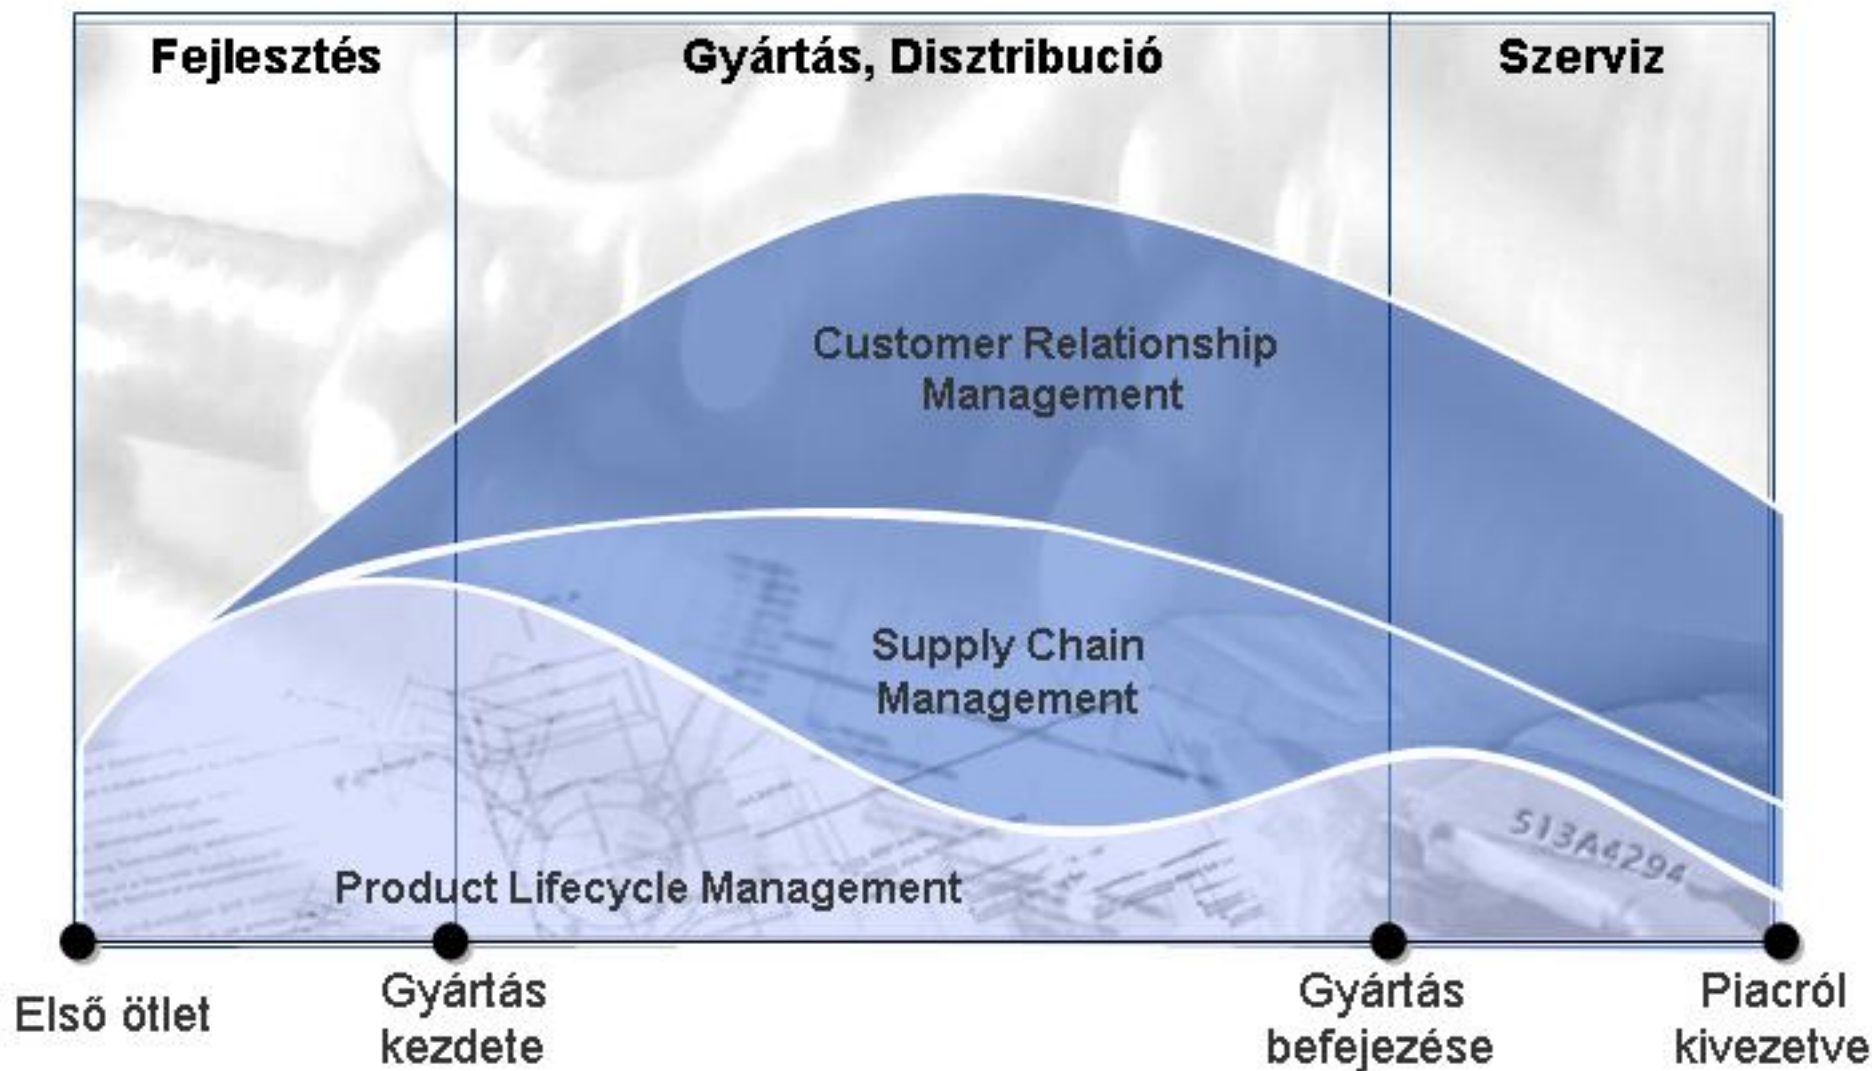 Fejlesztés
Gyártás, Disztribució
Szerviz
Customer Relationship
Management
Supply Chain
Management
Product Lifecycle Management
513A4294
Első ötlet
Gyártás
kezdete
Gyártás
befejezése
Piacról
kivezetve